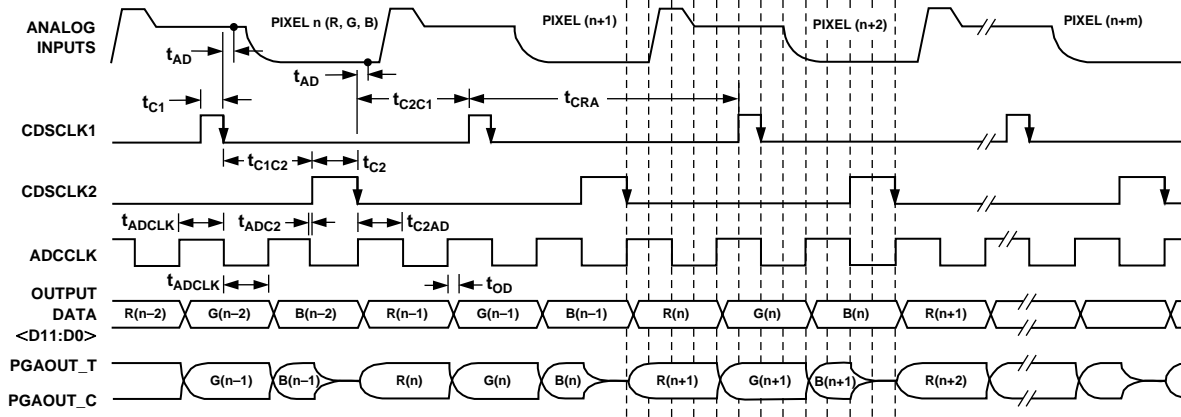 ANALOG
INPUTS
PIXEL n (R, G, B)
PIXEL (n+1)
PIXEL (n+2)
PIXEL (n+m)
tAD
tAD
tC1
tC2C1
tCRA
CDSCLK1
tC1C2
tC2
CDSCLK2
tADCLK
tADC2
tC2AD
ADCCLK
tADCLK
tOD
OUTPUT
DATA
<D11:D0>
R(n–2)
G(n–2)
B(n–2)
R(n–1)
G(n–1)
B(n–1)
R(n)
G(n)
B(n)
R(n+1)
PGAOUT_T
PGAOUT_C
G(n–1)
B(n–1)
R(n)
G(n)
B(n)
R(n+1)
G(n+1)
B(n+1)
R(n+2)